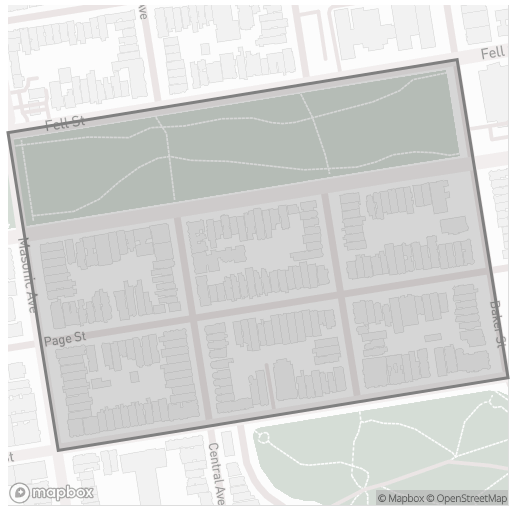 Ave
Fell
Fell St
Masonic Ave
Page St
Baker St
St
Central Ave
mapbox
© Mapbox © OpenStreetMap